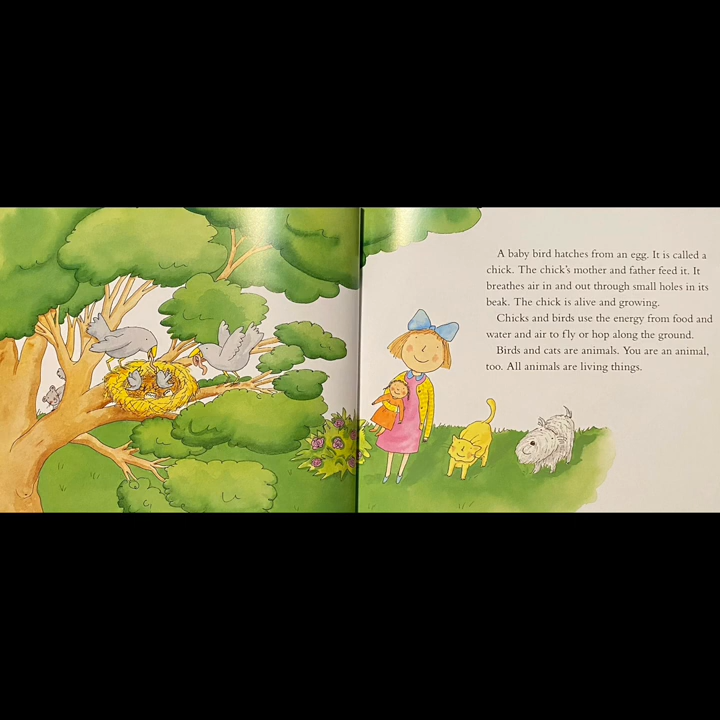 A baby bird hatches from an egg. It is called a
chick. The chick's mother and father feed it. It
breathes air in and out through small holes in its
beak. The chick is alive and growing.
Chicks and birds use the energy from food and
water and air to fly or hop along the ground.
Birds and cats are animals. You are an animal,
too. All animals are living things.